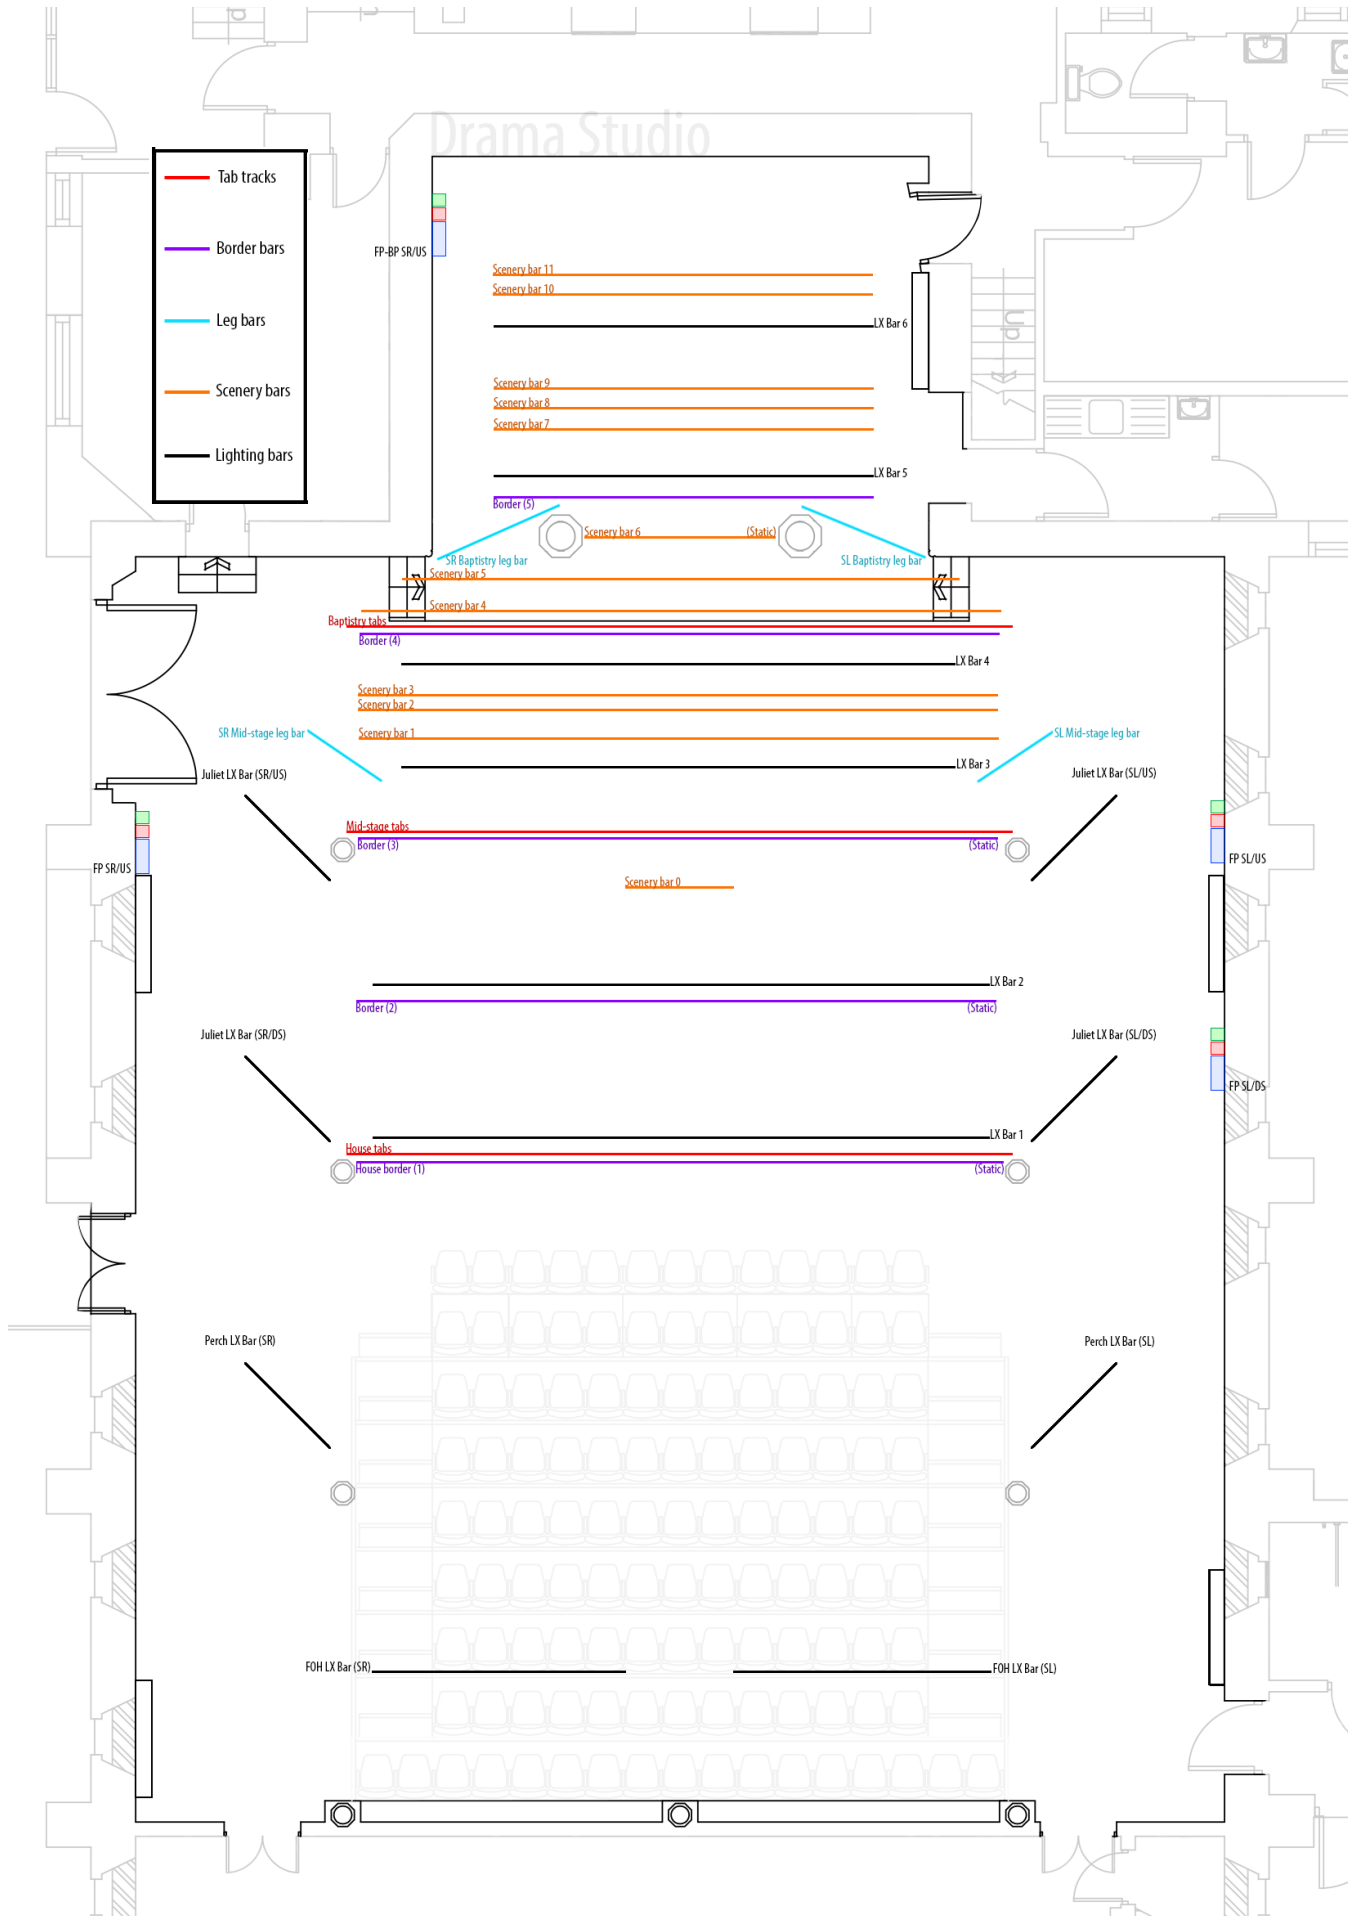 Drama Studio
Tab tracks
Border bars
Leg bars
Scenery bars
Lighting bars
FP-BP SR/US
Scenery bar 11
Scenery bar 10
LX Bar 6
Scenery bar 9
Scenery bar 8
Scenery bar 7
LX Bar 5
Border (5)
Scenery bar 6
(Static)
SR Baptistry leg bar
SL Baptistry leg bar
Scenery bar 5
Scenery bar 4
Baptistry tabs
Border (4)
LX Bar 4
Scenery bar 3
Scenery bar 2
Scenery bar 1
SR Mid-stage leg bar
SL Mid-stage leg bar
LX Bar 3
Juliet LX Bar (SR/US)
Juliet LX Bar (SL/US)
Mid-stage tabs
Border (3)
(Static)
FP SR/US
FP SL/US
Scenery bar 0
LX Bar 2
Border (2)
(Static)
Juliet LX Bar (SR/DS)
Juliet LX Bar (SL/DS)
FP SL/DS
LX Bar 1
House tabs
House border (1)
(Static)
Perch LX Bar (SR)
Perch LX Bar (SL)
FOH LX Bar (SR)
FOH LX Bar (SL)